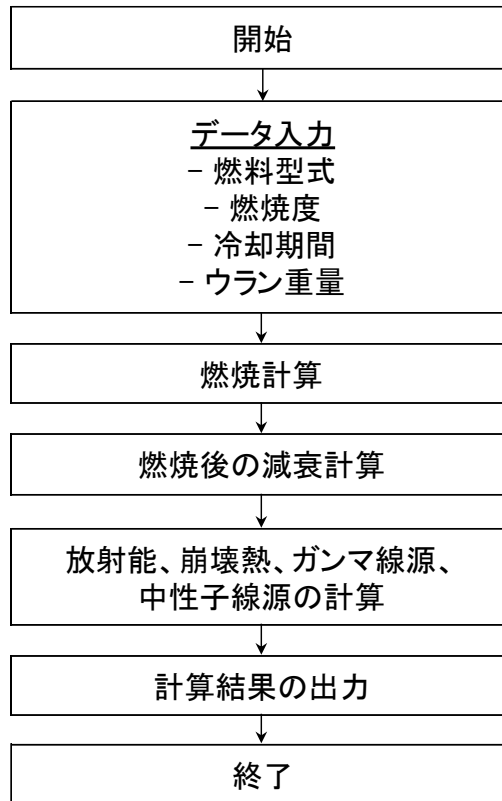 開始
データ入力
− 燃料型式
− 燃焼度
− 冷却期間
− ウラン重量
燃焼計算
燃焼後の減衰計算
放射能、崩壊熱、ガンマ線源、
中性子線源の計算
計算結果の出力
終了